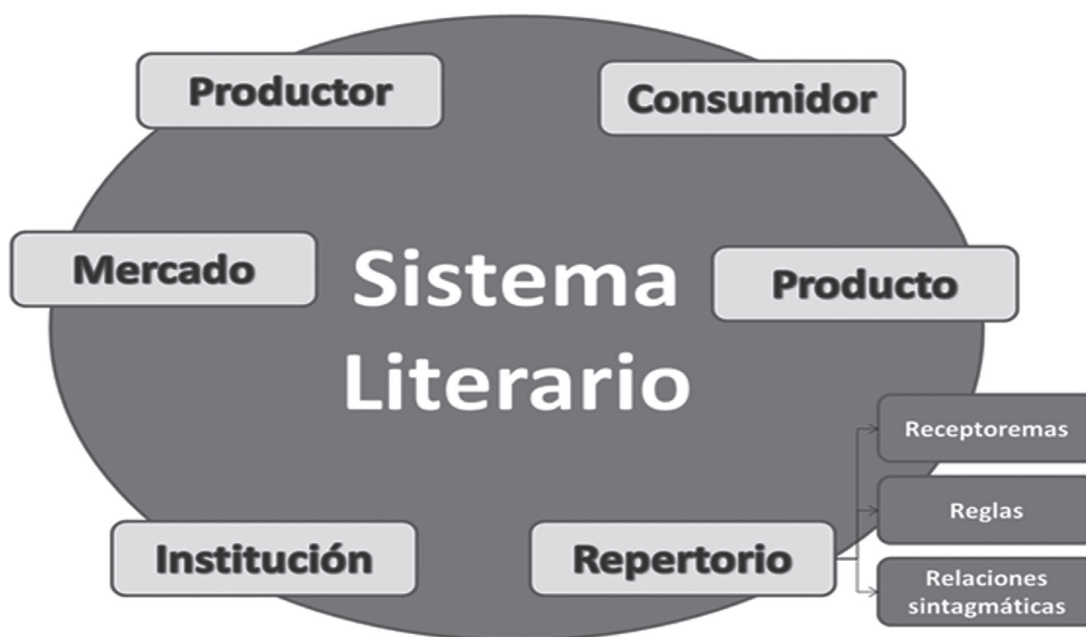 Productor
Consumidor
Mercado
Sistema
Literario
Producto
Receptoremas
Reglas
Institución
Repertorio
Relaciones
sintagmáticas